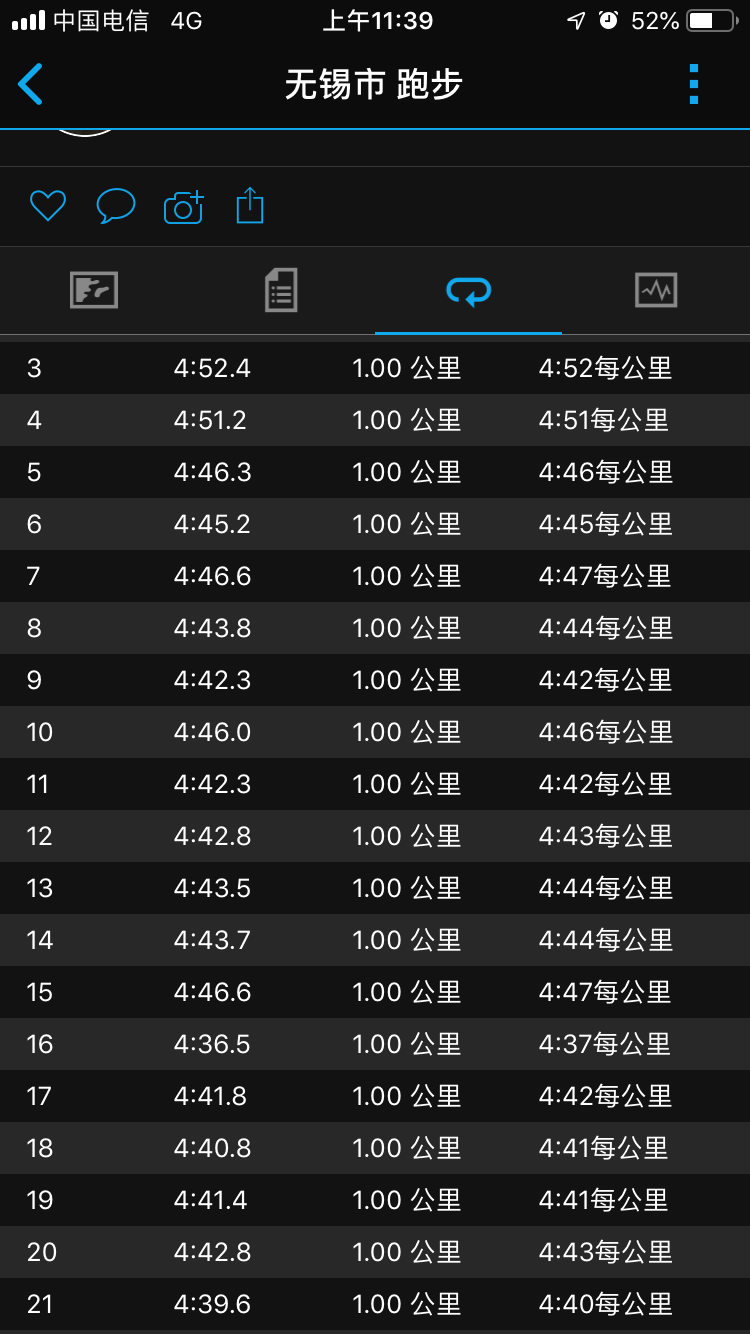 中国电信 4G 上午11:39 52%
无锡市 跑步
3 4:52.4 1.00 公里 4:52每公里
4 4:51.2 1.00 公里 4:51每公里
5 4:46.3 1.00 公里 4:46每公里
6 4:45.2 1.00 公里 4:45每公里
7 4:46.6 1.00 公里 4:47每公里
8 4:43.8 1.00 公里 4:44每公里
9 4:42.3 1.00 公里 4:42每公里
10 4:46.0 1.00 公里 4:46每公里
11 4:42.3 1.00 公里 4:42每公里
12 4:42.8 1.00 公里 4:43每公里
13 4:43.5 1.00 公里 4:44每公里
14 4:43.7 1.00 公里 4:44每公里
15 4:46.6 1.00 公里 4:47每公里
16 4:36.5 1.00 公里 4:37每公里
17 4:41.8 1.00 公里 4:42每公里
18 4:40.8 1.00 公里 4:41每公里
19 4:41.4 1.00 公里 4:41每公里
20 4:42.8 1.00 公里 4:43每公里
21 4:39.6 1.00 公里 4:40每公里